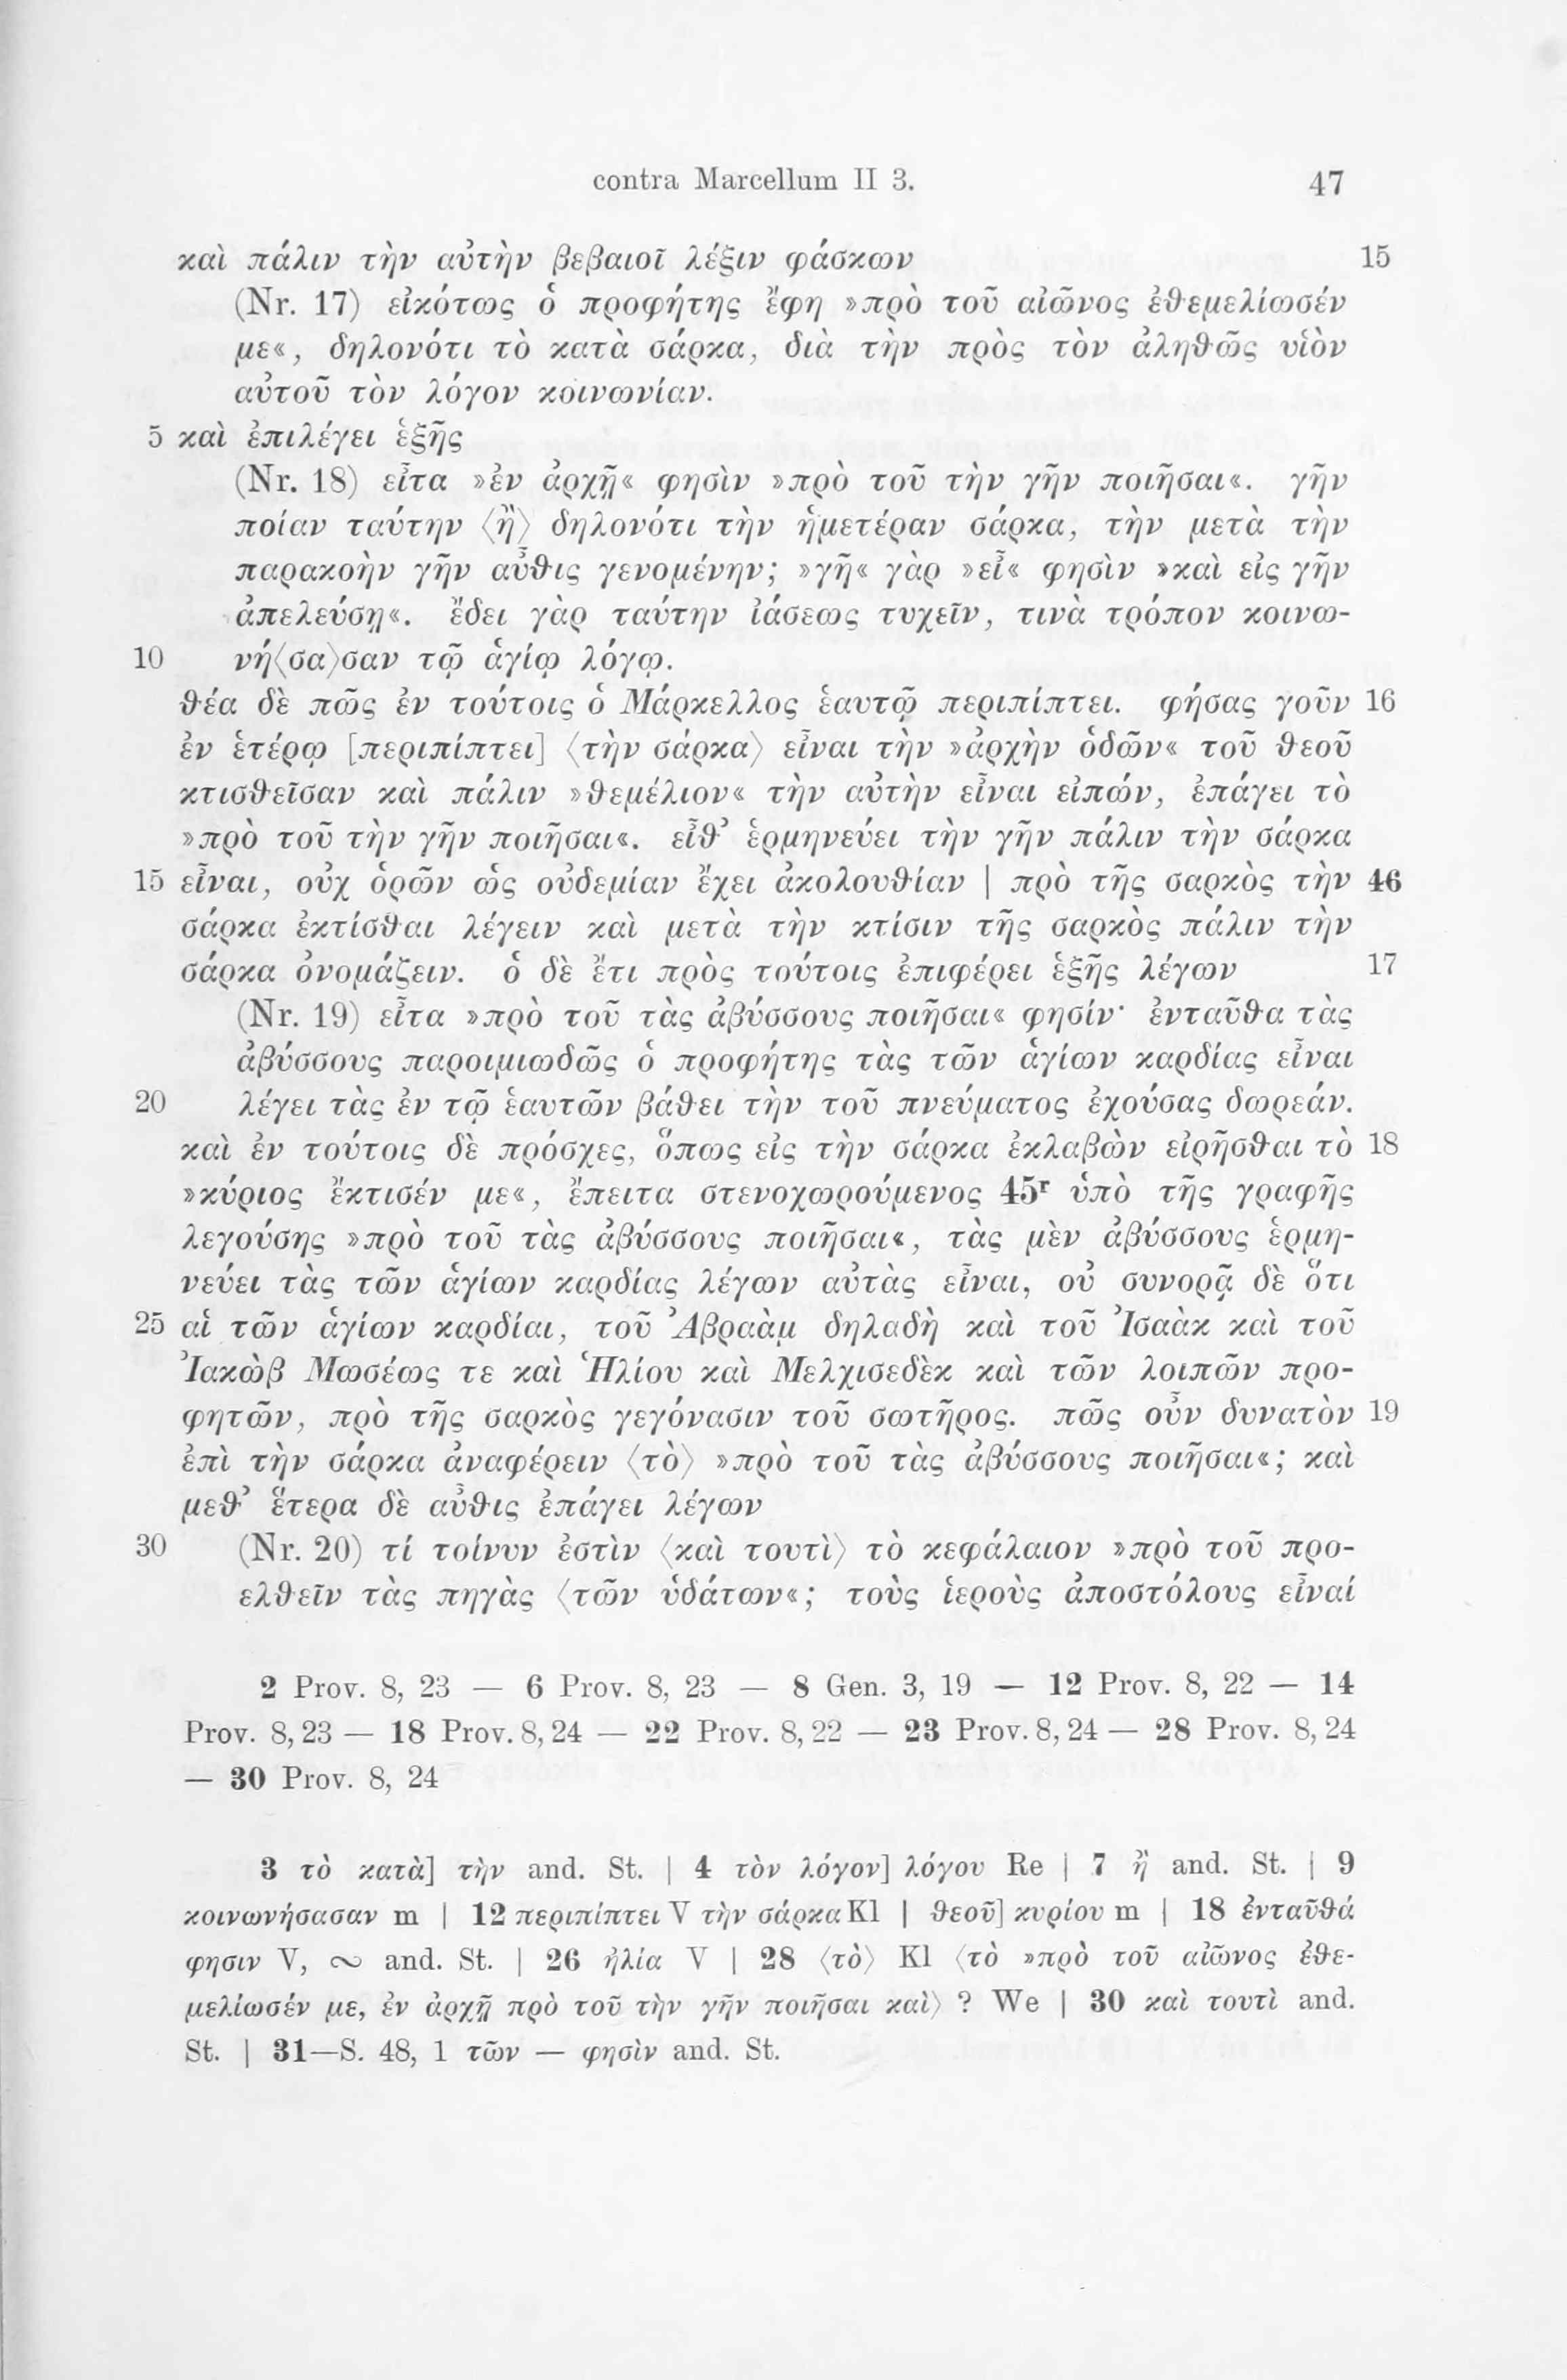 contra Marcellum II 3. 47
καὶ πάλιν τὴν αὐτὴν βεβαιοῖ λέξιν φάσκων 15
(Nr. 17) εἰκότως ὁ προφήτης ἔφη »πρὸ τοῦ αἰῶνος ἐθεμελίωσέν
με«, δηλονότι τὸ κατὰ σάρκα, διὰ τὴν πρὸς τὸν ἀληθῶς υἱὸν
αὐτοῦ τὸν λόγον κοινωνίαν.
5 καὶ ἐπιλέγει ἑξῆς
(Nr. 18) εἶτα »ἐν ἀρχῇ« φησὶν »πρὸ τοῦ τὴν γῆν ποιῆσαι«. γῆν
ποίαν ταύτην ⟨ἢ⟩ δηλονότι τὴν ἡμετέραν σάρκα, τὴν μετὰ τὴν
παρακοὴν γῆν αὖθις γενομένην; »γῆ« γὰρ »εἶ« φησὶν »καὶ εἰς γῆν
ἀπελεύσῃ«. ἔδει γὰρ ταύτην ἰάσεως τυχεῖν, τινὰ τρόπον κοινω-
10 νή⟨σα⟩σαν τῷ ἁγίῳ λόγῳ.
θέα δὲ πῶς ἐν τούτοις ὁ Μάρκελλος ἑαυτῷ περιπίπτει. φήσας γοῦν 16
ἐν ἑτέρῳ [περιπίπτει] ⟨τὴν σάρκα⟩ εἶναι τὴν »ἀρχὴν ὁδῶν« τοῦ θεοῦ
κτισθεῖσαν καὶ πάλιν »θεμέλιον« τὴν αὐτὴν εἶναι εἰπών, ἐπάγει τὸ
»πρὸ τοῦ τὴν γῆν ποιῆσαι«. εἶθ᾽ ἑρμηνεύει τὴν γῆν πάλιν τὴν σάρκα
15 εἶναι, οὐχ ὁρῶν ὡς οὐδεμίαν ἔχει ἀκολουθίαν | πρὸ τῆς σαρκὸς τὴν 46
σάρκα ἐκτίσθαι λέγειν καὶ μετὰ τὴν κτίσιν τῆς σαρκὸς πάλιν τὴν
σάρκα ὀνομάζειν. ὁ δὲ ἔτι πρὸς τούτοις ἐπιφέρει ἑξῆς λέγων 17
(Nr. 19) εἶτα »πρὸ τοῦ τὰς ἀβύσσους ποιῆσαι« φησίν· ἐνταῦθα τὰς
ἀβύσσους παροιμιωδῶς ὁ προφήτης τὰς τῶν ἁγίων καρδίας εἶναι
20 λέγει τὰς ἐν τῷ ἑαυτῶν βάθει τὴν τοῦ πνεύματος ἐχούσας δωρεάν.
καὶ ἐν τούτοις δὲ πρόσχες, ὅπως εἰς τὴν σάρκα ἐκλαβὼν εἰρῆσθαι τὸ 18
»κύριος ἔκτισέν με«, ἔπειτα στενοχωρούμενος 45ʳ ὑπὸ τῆς γραφῆς
λεγούσης »πρὸ τοῦ τὰς ἀβύσσους ποιῆσαι«, τὰς μὲν ἀβύσσους ἑρμη-
νεύει τὰς τῶν ἁγίων καρδίας λέγων αὐτὰς εἶναι, οὐ συνορᾷ δὲ ὅτι
25 αἱ τῶν ἁγίων καρδίαι, τοῦ Ἀβραὰμ δηλαδὴ καὶ τοῦ Ἰσαὰκ καὶ τοῦ
Ἰακὼβ Μωσέως τε καὶ Ἡλίου καὶ Μελχισεδὲκ καὶ τῶν λοιπῶν προ-
φητῶν, πρὸ τῆς σαρκὸς γεγόνασιν τοῦ σωτῆρος. πῶς οὖν δυνατὸν 19
ἐπὶ τὴν σάρκα ἀναφέρειν ⟨τὸ⟩ »πρὸ τοῦ τὰς ἀβύσσους ποιῆσαι«; καὶ
μεθ᾽ ἕτερα δὲ αὖθις ἐπάγει λέγων
30 (Nr. 20) τί τοίνυν ἐστὶν ⟨καὶ τουτὶ⟩ τὸ κεφάλαιον »πρὸ τοῦ προ-
ελθεῖν τὰς πηγὰς ⟨τῶν ὑδάτων«; τοὺς ἱεροὺς ἀποστόλους εἶναί
2 Prov. 8, 23 — 6 Prov. 8, 23 — 8 Gen. 3, 19 — 12 Prov. 8, 22 — 14
Prov. 8, 23 — 18 Prov. 8, 24 — 22 Prov. 8, 22 — 23 Prov. 8, 24 — 28 Prov. 8, 24
— 30 Prov. 8, 24
3 τὸ κατὰ] τὴν and. St. | 4 τὸν λόγον] λόγου Re | 7 ἢ and. St. | 9
κοινωνήσασαν m | 12 περιπίπτει V τὴν σάρκα Kl | θεοῦ] κυρίου m | 18 ἐνταῦθά
φησιν V, ∾ and. St. | 26 ἠλία V | 28 ⟨τὸ⟩ Kl ⟨τὸ »πρὸ τοῦ αἰῶνος ἐθε-
μελίωσέν με, ἐν ἀρχῇ πρὸ τοῦ τὴν γῆν ποιῆσαι καὶ⟩ ? We | 30 καὶ τουτὶ and.
St. | 31—S. 48, 1 τῶν — φησὶν and. St.